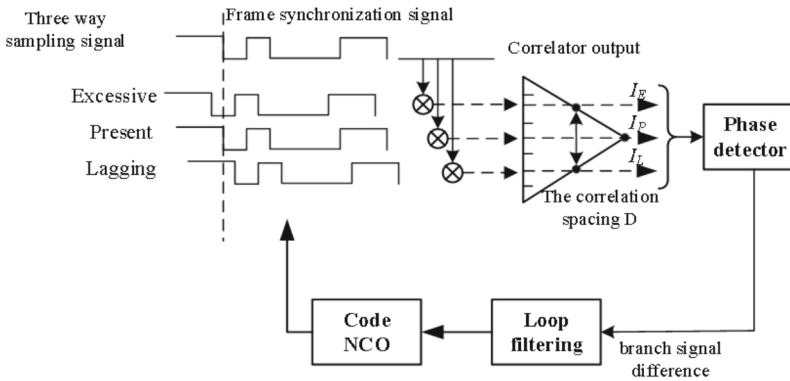 Three way
sampling signal
Frame synchronization signal
Correlator output
Excessive
Present
Lagging
I_E
I_P
I_L
Phase
detector
The correlation
spacing D
Code
NCO
Loop
filtering
branch signal
difference